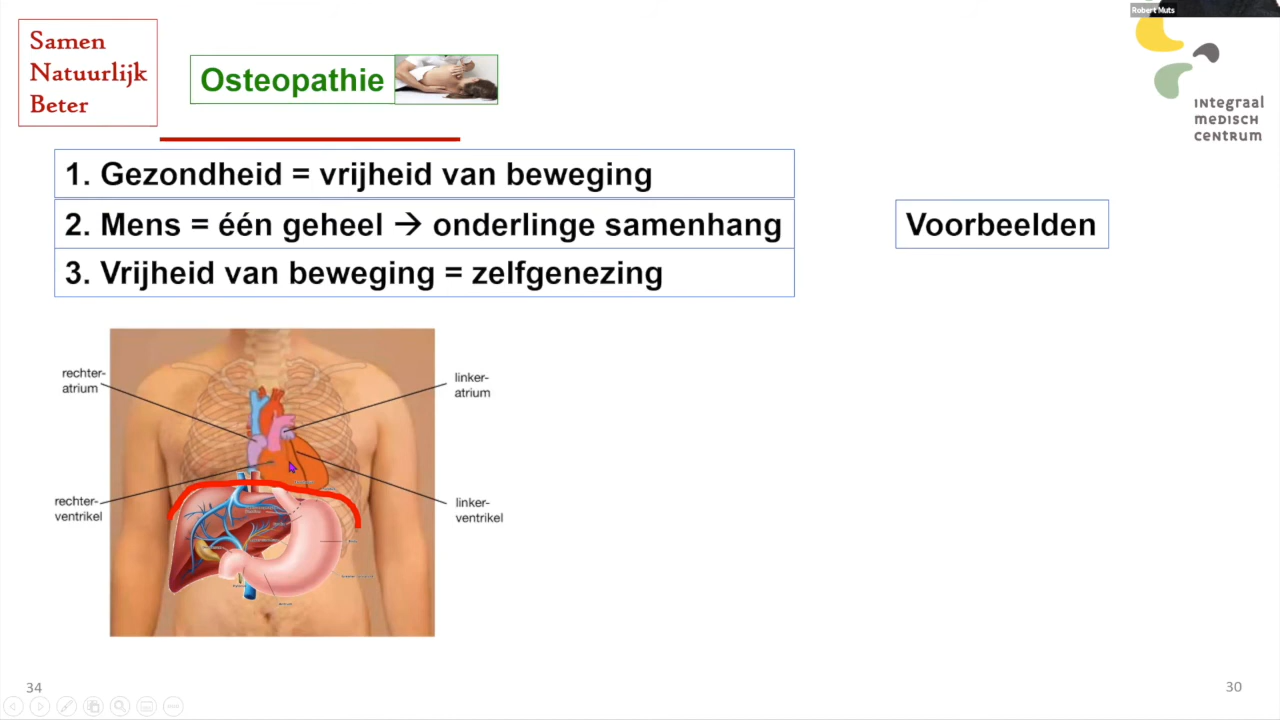 Robert Muts
Samen
Natuurlijk
Beter
Osteopathie
INTEGRAAL
MEDISCH
CENTRUM
1. Gezondheid = vrijheid van beweging
2. Mens = één geheel → onderlinge samenhang
Voorbeelden
3. Vrijheid van beweging = zelfgenezing
rechter-
atrium
linker-
atrium
rechter-
ventrikel
linker-
ventrikel
34
30